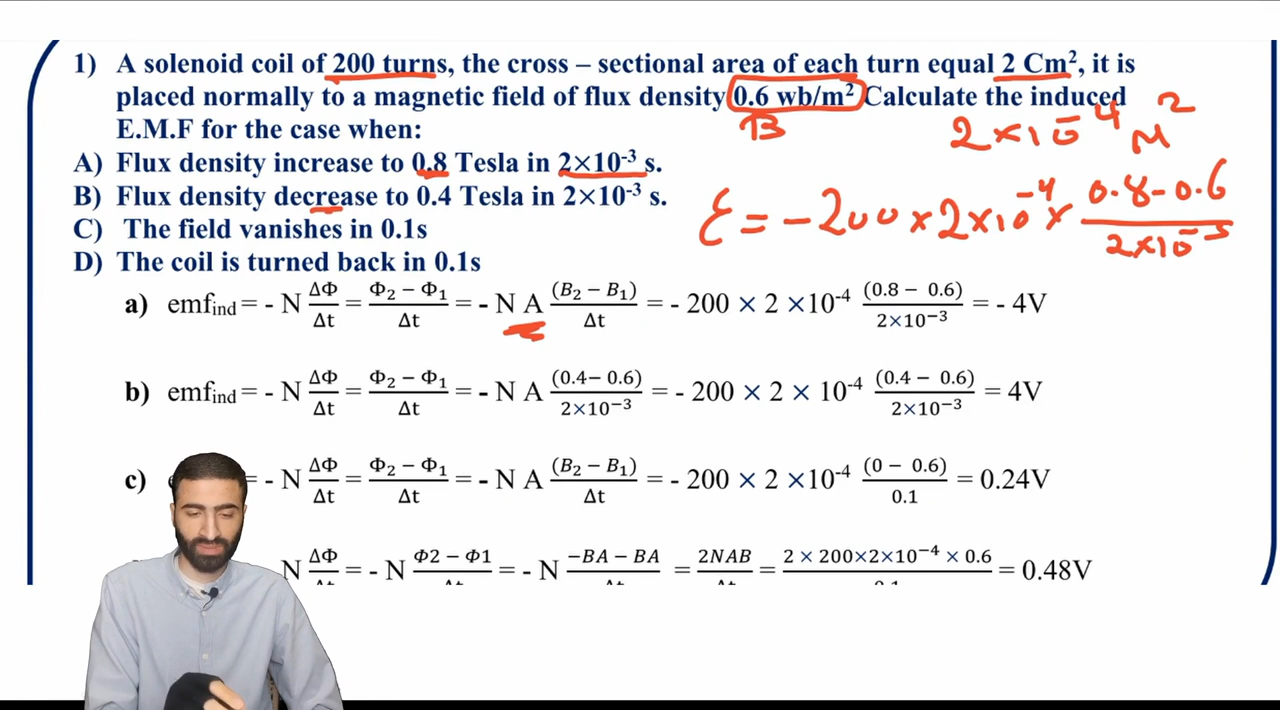 1) A solenoid coil of 200 turns, the cross – sectional area of each turn equal 2 Cm², it is
placed normally to a magnetic field of flux density 0.6 wb/m² Calculate the induced
E.M.F for the case when:
B
2×10⁻⁴ M²
A) Flux density increase to 0.8 Tesla in 2×10⁻³ s.
B) Flux density decrease to 0.4 Tesla in 2×10⁻³ s.
C) The field vanishes in 0.1s
D) The coil is turned back in 0.1s
Ɛ = -200 × 2×10⁻⁴ × (0.8-0.6)/(2×10⁻³)
a) emf_ind = - N ΔΦ/Δt = (Φ₂ − Φ₁)/Δt = - N A (B₂ − B₁)/Δt = - 200 × 2 ×10⁻⁴ (0.8 − 0.6)/(2×10⁻³) = - 4V
b) emf_ind = - N ΔΦ/Δt = (Φ₂ − Φ₁)/Δt = - N A (0.4− 0.6)/(2×10⁻³) = - 200 × 2 × 10⁻⁴ (0.4 − 0.6)/(2×10⁻³) = 4V
c) = - N ΔΦ/Δt = (Φ₂ − Φ₁)/Δt = - N A (B₂ − B₁)/Δt = - 200 × 2 ×10⁻⁴ (0 − 0.6)/0.1 = 0.24V
N ΔΦ/Δt = - N (Φ2 − Φ1)/Δt = - N (−BA − BA)/Δt = 2NAB/Δt = (2 × 200×2×10⁻⁴ × 0.6)/0.1 = 0.48V